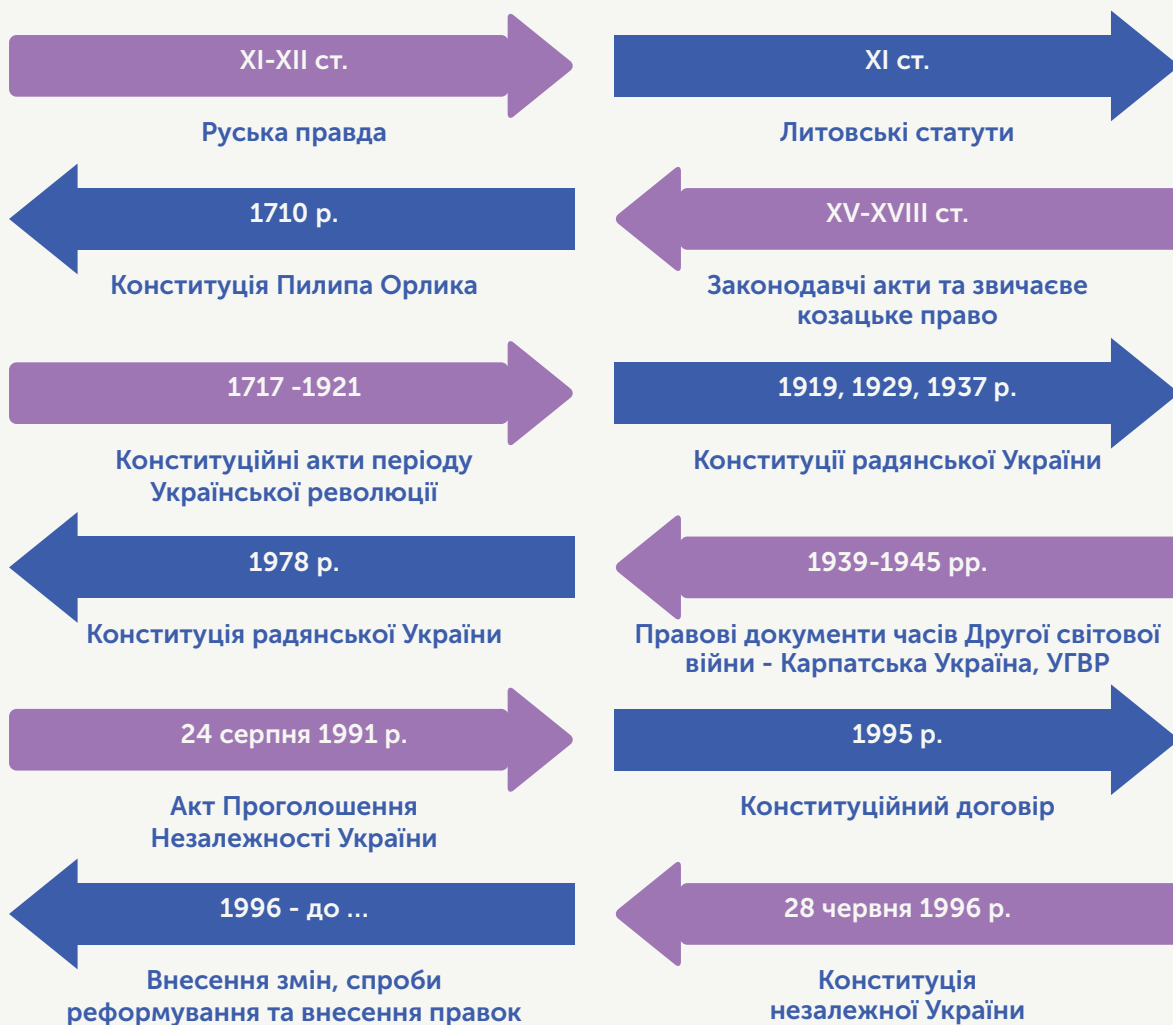 XI-XII ст.
Руська правда
XI ст.
Литовські статути
XV-XVIII ст.
Законодавчі акти та звичаєве
козацьке право
1710 р.
Конституція Пилипа Орлика
1717 -1921
Конституційні акти періоду
Української революції
1919, 1929, 1937 р.
Конституції радянської України
1939-1945 рр.
Правові документи часів Другої світової
війни - Карпатська Україна, УГВР
1978 р.
Конституція радянської України
24 серпня 1991 р.
Акт Проголошення
Незалежності України
1995 р.
Конституційний договір
28 червня 1996 р.
Конституція
незалежної України
1996 - до ...
Внесення змін, спроби
реформування та внесення правок